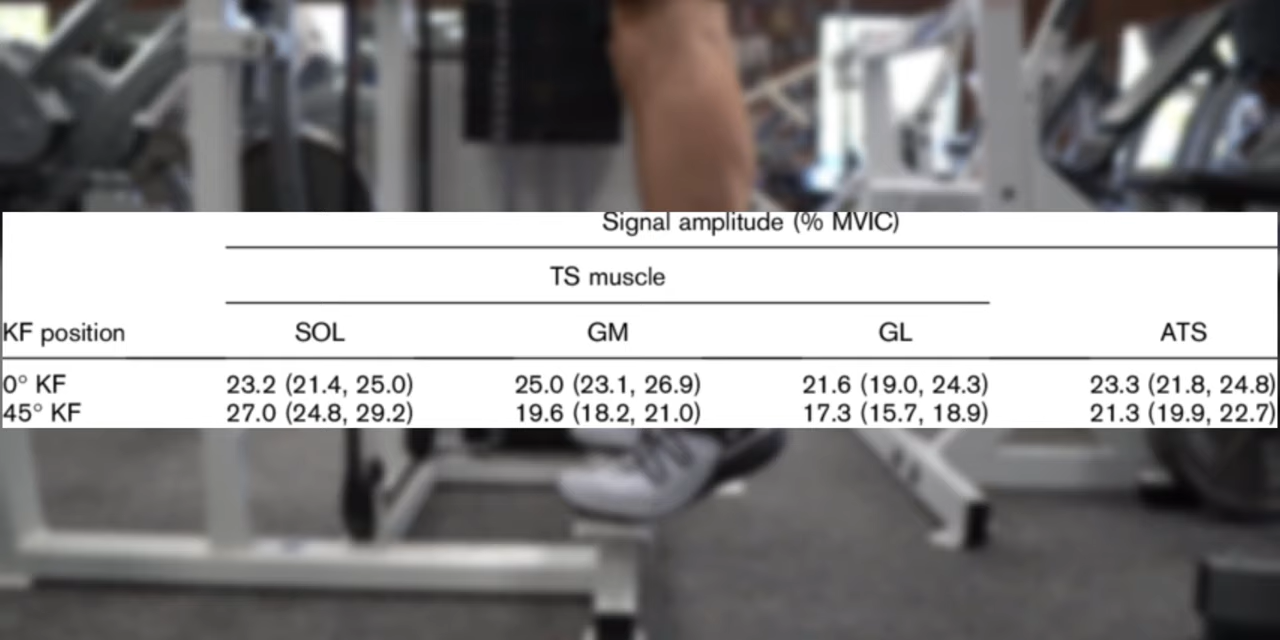 Signal amplitude (% MVIC)
TS muscle
KF position SOL GM GL ATS
0° KF 23.2 (21.4, 25.0) 25.0 (23.1, 26.9) 21.6 (19.0, 24.3) 23.3 (21.8, 24.8)
45° KF 27.0 (24.8, 29.2) 19.6 (18.2, 21.0) 17.3 (15.7, 18.9) 21.3 (19.9, 22.7)